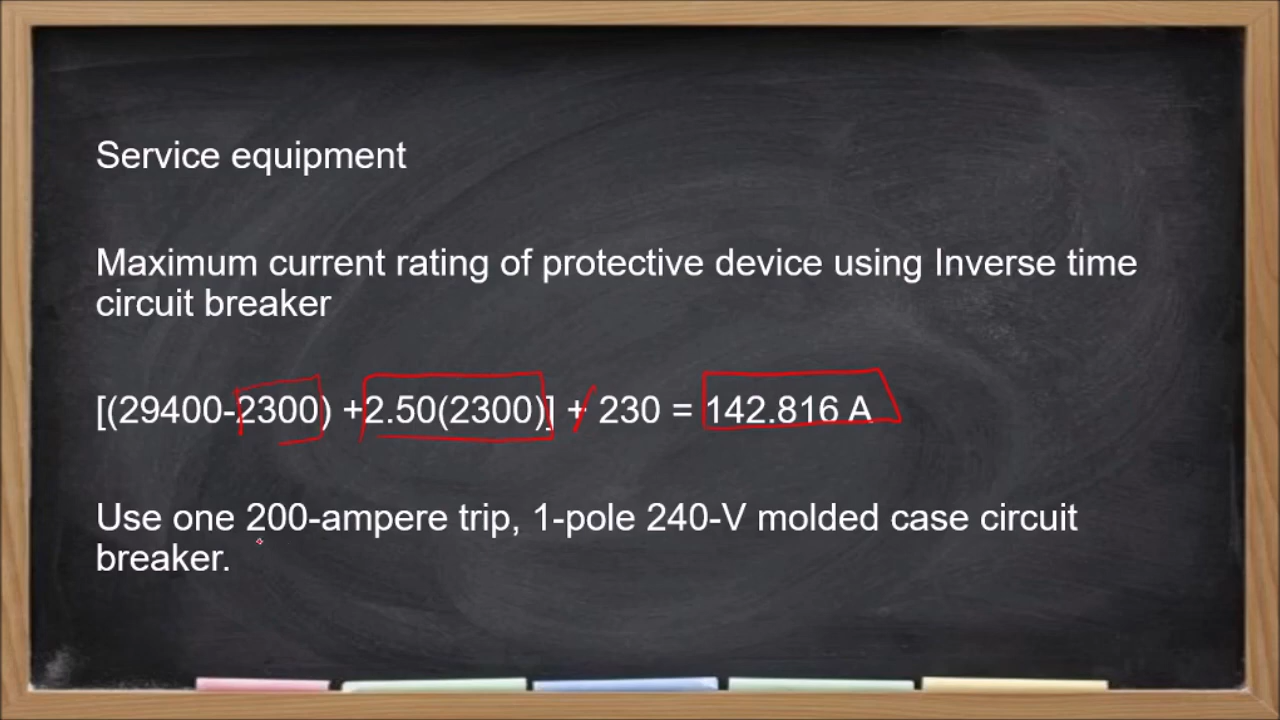 Service equipment
Maximum current rating of protective device using Inverse time
circuit breaker
[(29400-2300) +2.50(2300)] + 230 = 142.816 A
Use one 200-ampere trip, 1-pole 240-V molded case circuit
breaker.